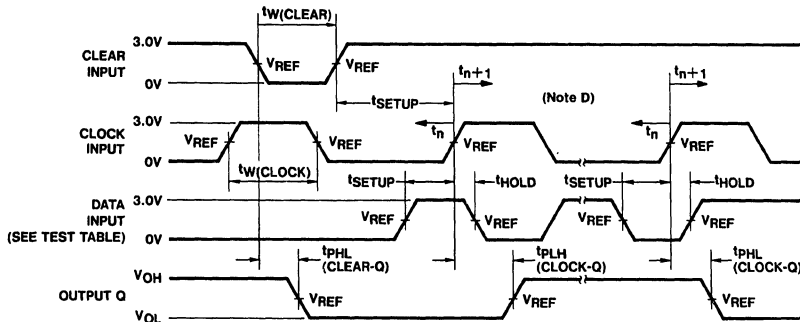 tW(CLEAR)
3.0V
CLEAR
INPUT
VREF
VREF
0V
tn+1
(Note D)
tn+1
tSETUP
3.0V
CLOCK
INPUT
VREF
VREF
tn
VREF
tn
VREF
0V
tW(CLOCK)
tSETUP
tHOLD
tSETUP
tHOLD
3.0V
DATA
INPUT
(SEE TEST TABLE)
VREF
VREF
VREF
VREF
0V
tPHL
(CLEAR-Q)
tPLH
(CLOCK-Q)
tPHL
(CLOCK-Q)
VOH
OUTPUT Q
VREF
VREF
VREF
VOL